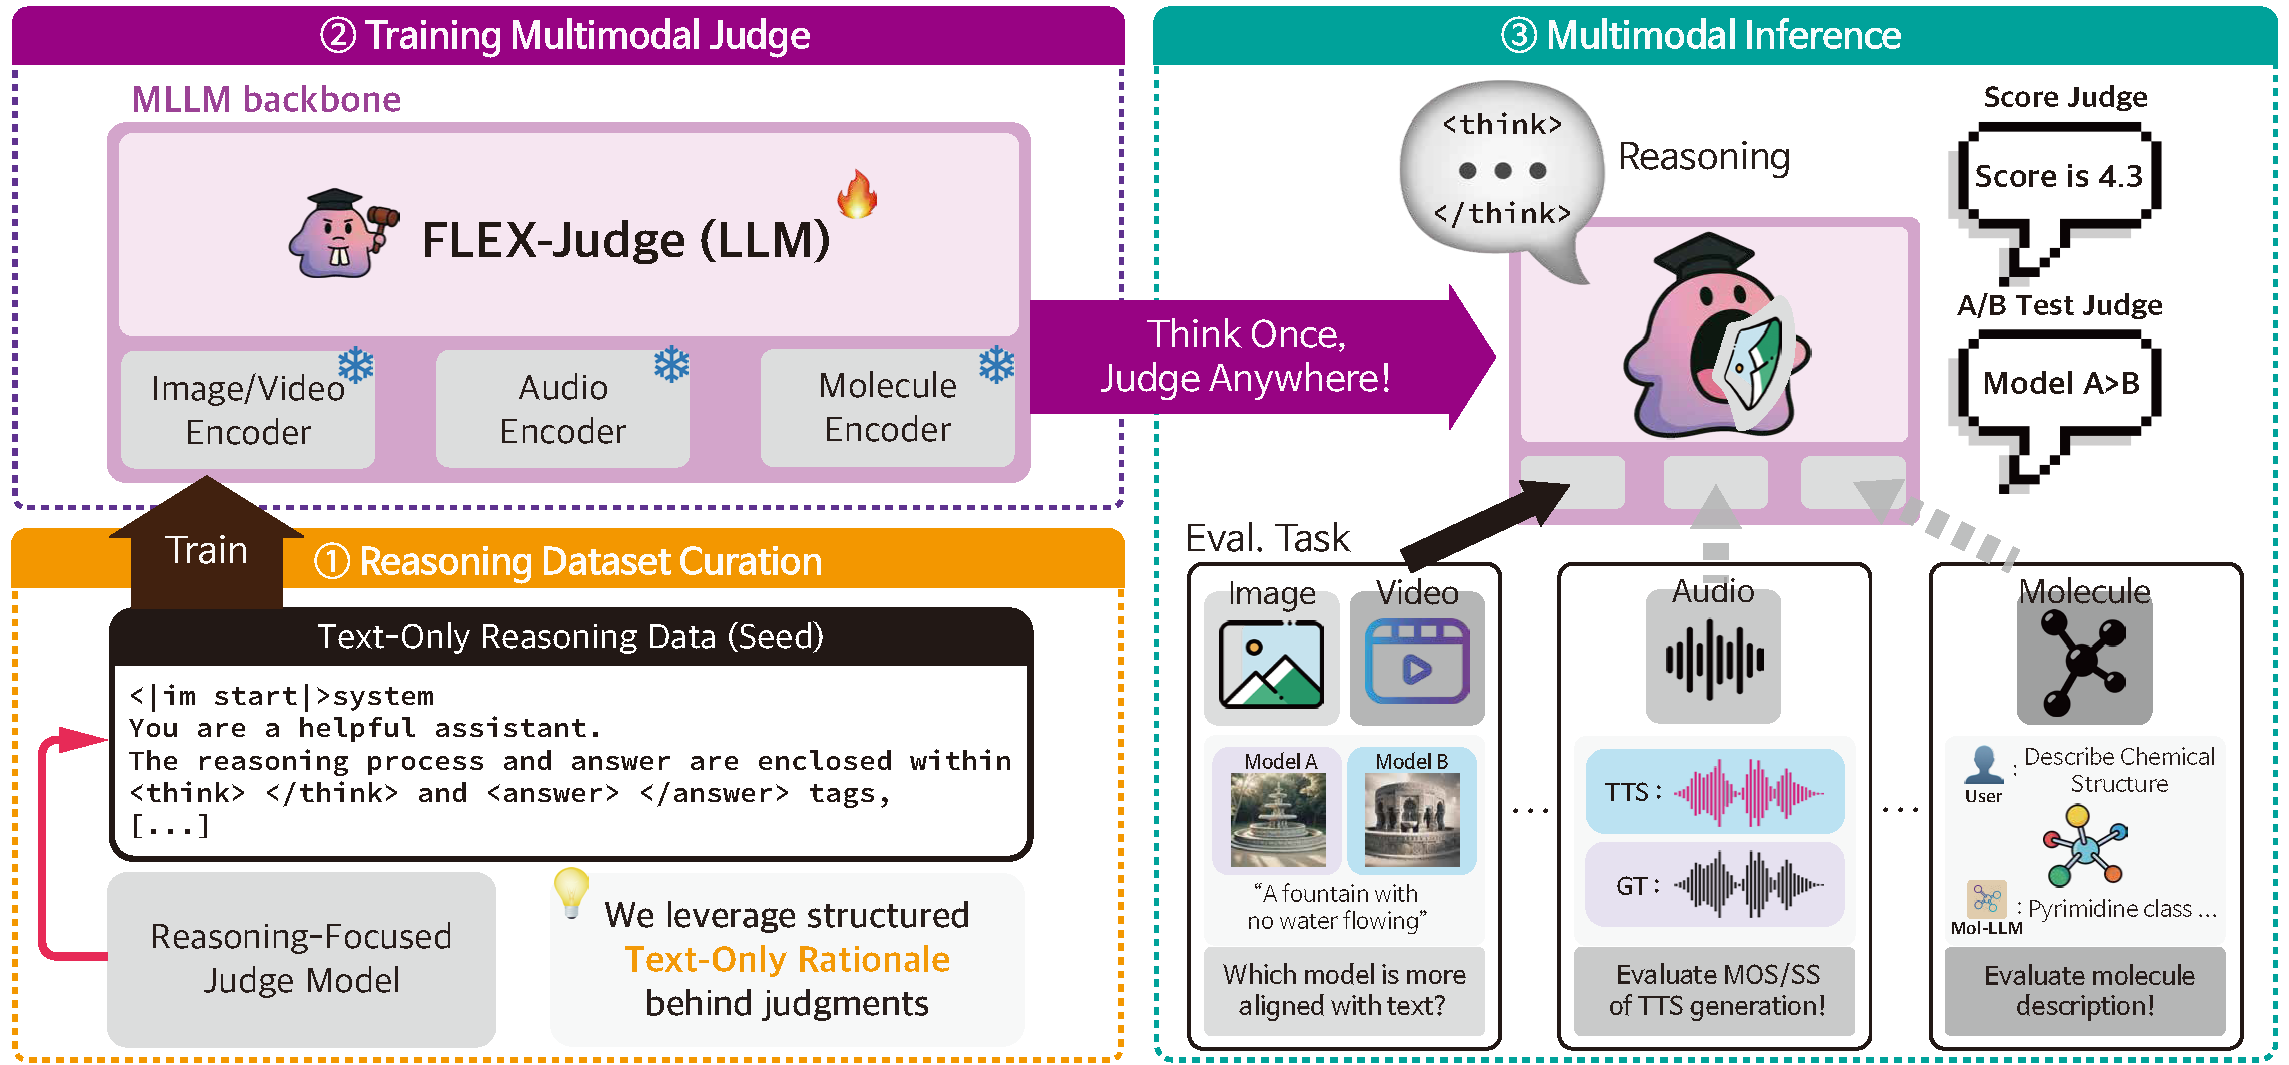 ② Training Multimodal Judge
MLLM backbone
FLEX-Judge (LLM)
Image/Video
Encoder
Audio
Encoder
Molecule
Encoder
Train
① Reasoning Dataset Curation
Text-Only Reasoning Data (Seed)
<|im start|>system
You are a helpful assistant.
The reasoning process and answer are enclosed within
<think> </think> and <answer> </answer> tags,
[...]
Reasoning-Focused
Judge Model
We leverage structured
Text-Only Rationale
behind judgments
Think Once,
Judge Anywhere!
③ Multimodal Inference
<think>
</think>
Reasoning
Score Judge
Score is 4.3
A/B Test Judge
Model A>B
Eval. Task
Image
Video
Model A
Model B
“A fountain with
no water flowing”
Which model is more
aligned with text?
...
Audio
TTS :
GT :
Evaluate MOS/SS
of TTS generation!
...
Molecule
User
: Describe Chemical
Structure
Mol-LLM
: Pyrimidine class ...
Evaluate molecule
description!